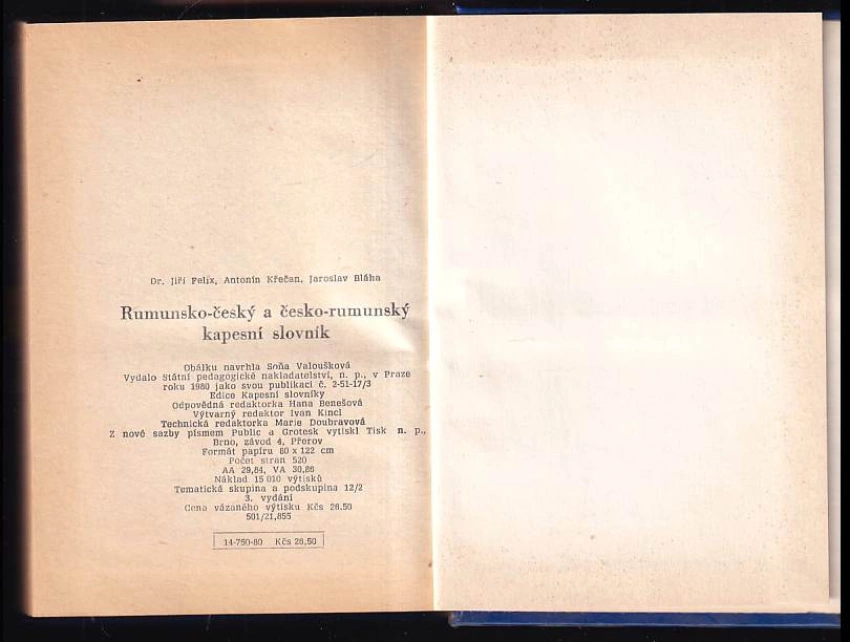 Dr. Jiří Felix, Antonín Křečan, Jaroslav Bláha
Rumunsko-český a česko-rumunský
kapesní slovník
Obálku navrhla Soňa Valoušková
Vydalo Státní pedagogické nakladatelství, n. p., v Praze
roku 1980 jako svou publikaci č. 2-51-17/3
Edice Kapesní slovníky
Odpovědná redaktorka Hana Benešová
Výtvarný redaktor Ivan Kincl
Technická redaktorka Marie Doubravová
Z nové sazby písmem Public a Grotesk vytiskl Tisk n. p.,
Brno, závod 4, Přerov
Formát papíru 80 x 122 cm
Počet stran 520
AA 29,84, VA 30,86
Náklad 15 010 výtisků
Tematická skupina a podskupina 12/2
3. vydání
Cena vázaného výtisku Kčs 26.50
501/21,855
14-750-80 Kčs 26,50